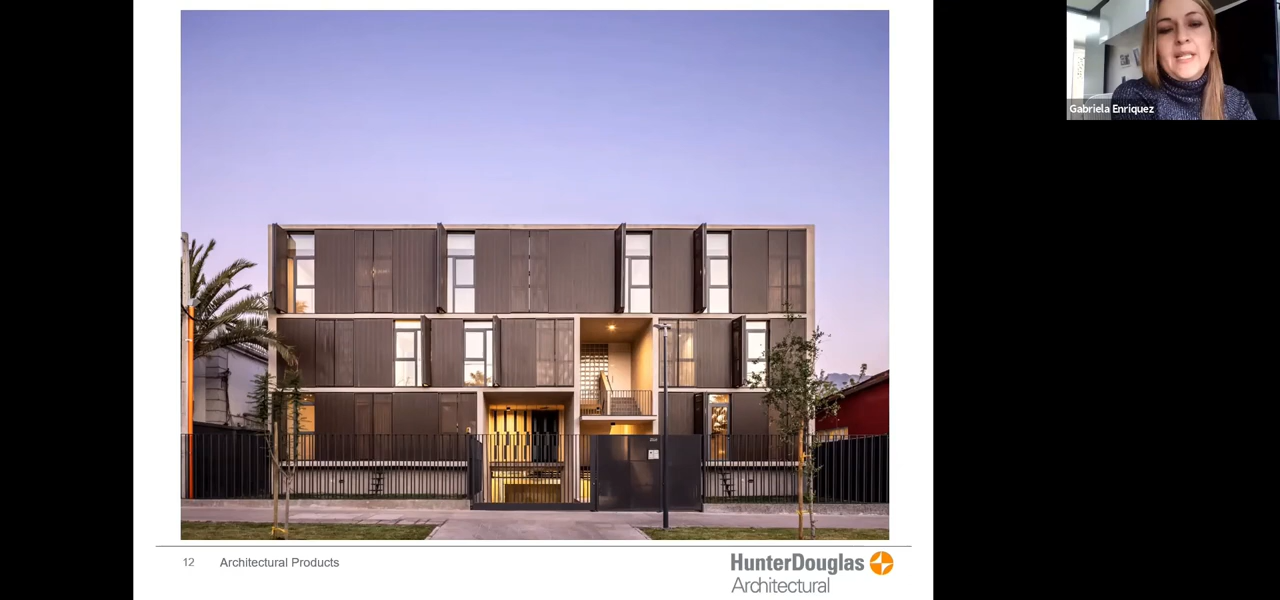 Gabriela Enriquez
12 Architectural Products
HunterDouglas
Architectural